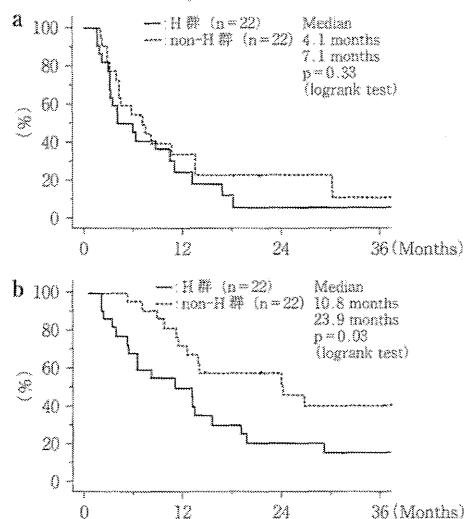 a
: H 群 (n=22) Median
: non-H 群 (n=22) 4.1 months
7.1 months
p=0.33
(logrank test)
100
80
60
40
20
0
(%)
0 12 24 36 (Months)
b
: H 群 (n=22) Median
: non-H 群 (n=22) 10.8 months
23.9 months
p=0.03
(logrank test)
100
80
60
40
20
0
(%)
0 12 24 36 (Months)